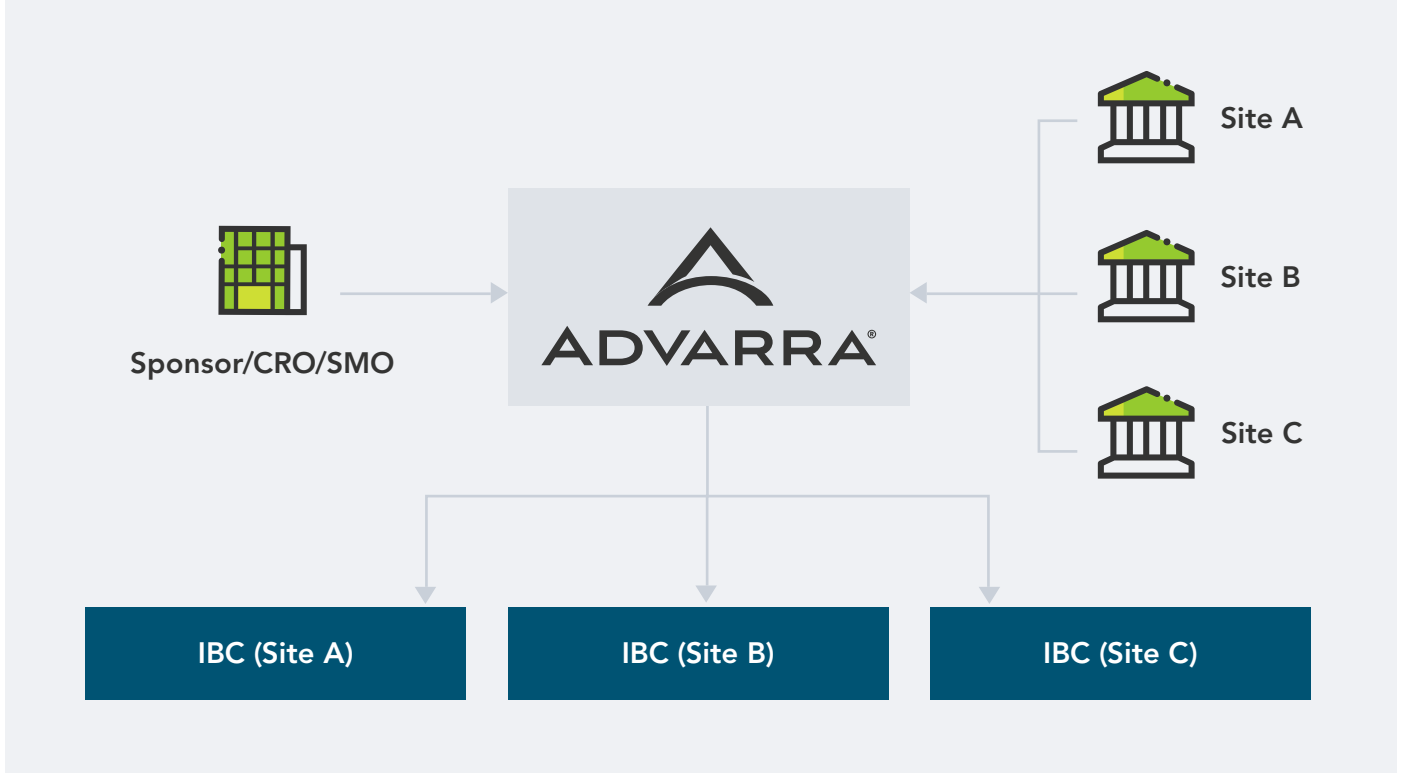 Site A
Site B
ADVARRA®
Sponsor/CRO/SMO
Site C
IBC (Site A)
IBC (Site B)
IBC (Site C)